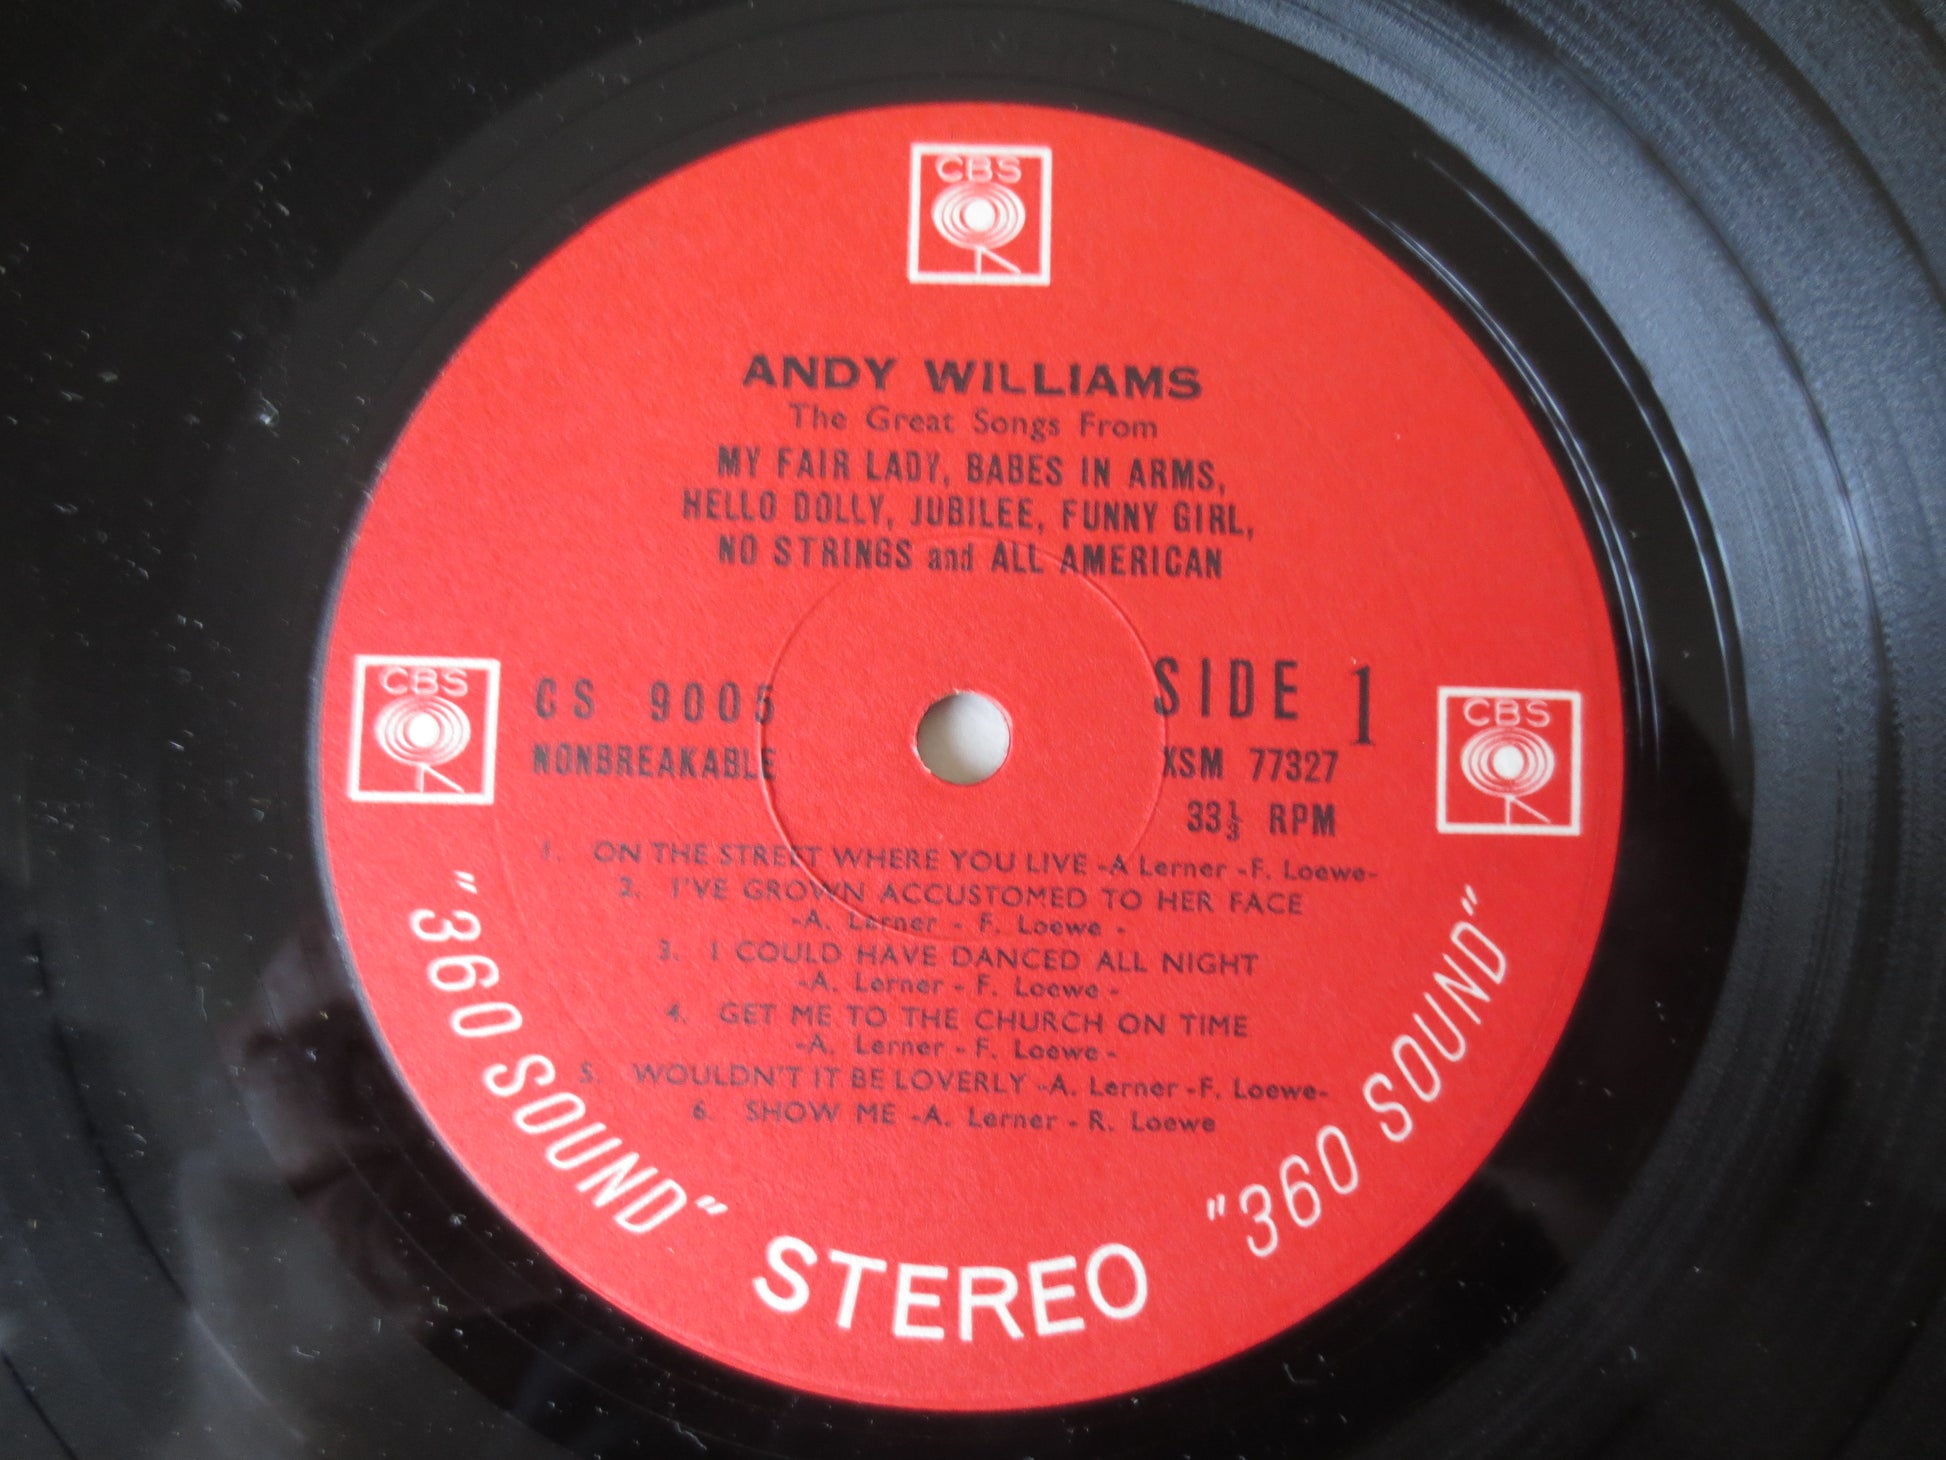 CBS
ANDY WILLIAMS
The Great Songs From
MY FAIR LADY, BABES IN ARMS,
HELLO DOLLY, JUBILEE, FUNNY GIRL,
NO STRINGS and ALL AMERICAN
CBS
CS 9005
NONBREAKABLE
SIDE 1
XSM 77327
33⅓ RPM
CBS
1. ON THE STREET WHERE YOU LIVE -A Lerner -F. Loewe-
2. I'VE GROWN ACCUSTOMED TO HER FACE
-A. Lerner - F. Loewe -
3. I COULD HAVE DANCED ALL NIGHT
-A. Lerner - F. Loewe -
4. GET ME TO THE CHURCH ON TIME
-A. Lerner - F. Loewe -
5. WOULDN'T IT BE LOVERLY -A. Lerner -F. Loewe-
6. SHOW ME -A. Lerner - R. Loewe
"360 SOUND"
STEREO
"360 SOUND"